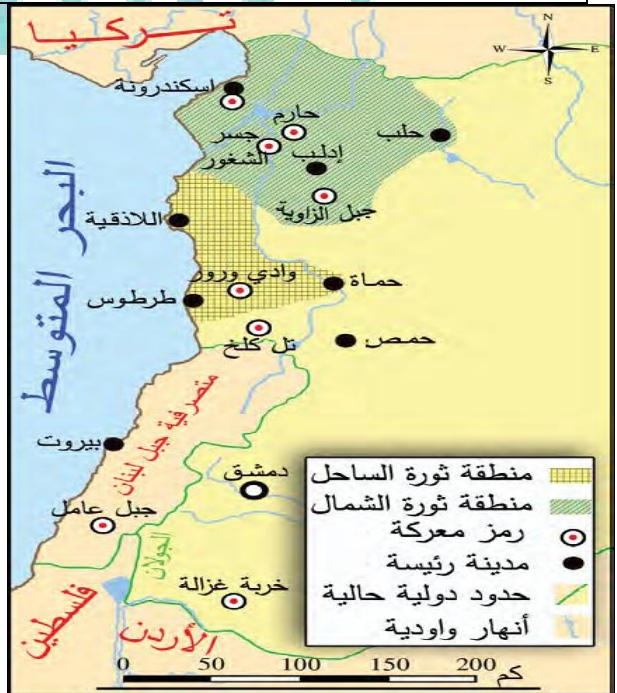 تركيا
N
W E
S
اسكندرونة
حارم
جسر الشغور
إدلب
حلب
جبل الزاوية
البحر المتوسط
اللاذقية
وادي ورور
حماة
طرطوس
تل كلخ
حمص
متصرفية جبل لبنان
بيروت
دمشق
جبل عامل
الجولان
خربة غزالة
فلسطين
الأردن
منطقة ثورة الساحل
منطقة ثورة الشمال
رمز معركة
مدينة رئيسة
حدود دولية حالية
أنهار واودية
0 50 100 150 200 كم